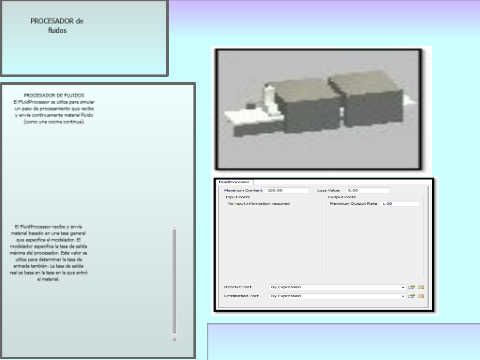 PROCESADOR de
fluidos
PROCESADOR DE FLUIDOS
El FluidProcessor se utiliza para simular
un paso de procesamiento que recibe
y envía continuamente material fluido
(como una cocina continua).
El FluidProcessor recibe y envía
material basado en una tasa general
que especifica el modelador. El
modelador especifica la tasa de salida
máxima del procesador. Este valor se
utiliza para determinar la tasa de
entrada también. La tasa de salida
real se basa en la tasa en la que entró
el material.
FluidProcessor
Maximum Content 100.00 Loss Value 0.00
Input Ports Output Ports
No input information required Maximum Output Rate 1.00
By Expression
By Expression